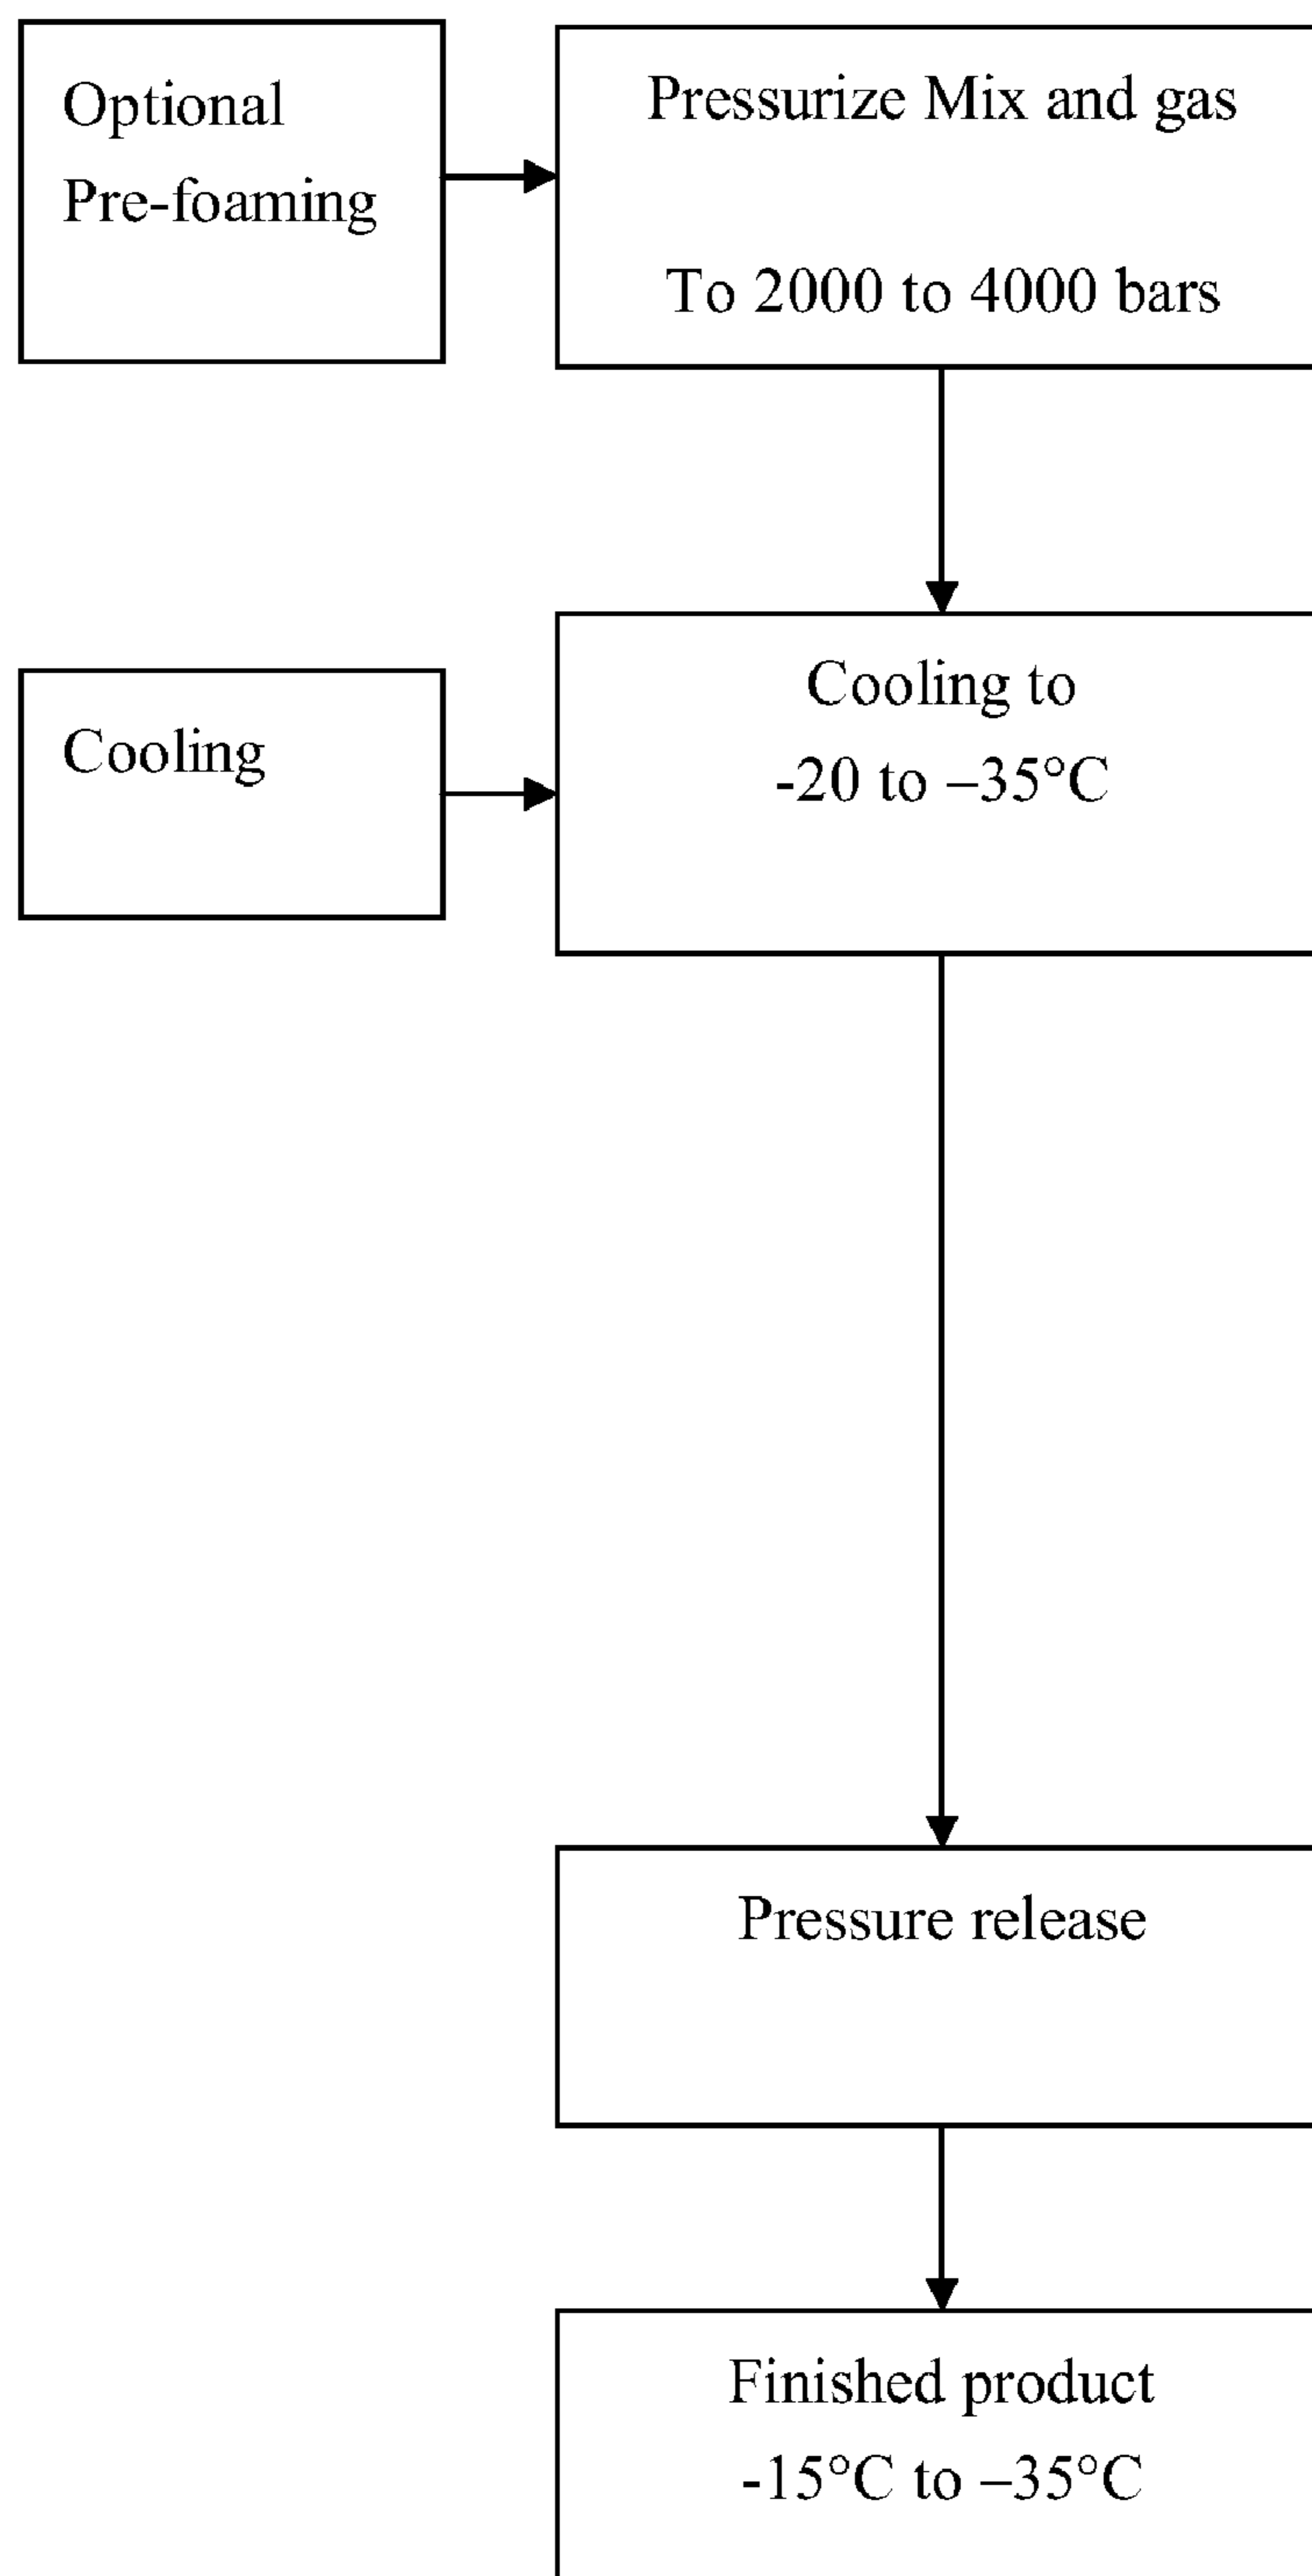 Optional
Pre-foaming
Pressurize Mix and gas
To 2000 to 4000 bars
Cooling
Cooling to
-20 to –35°C
Pressure release
Finished product
-15°C to –35°C